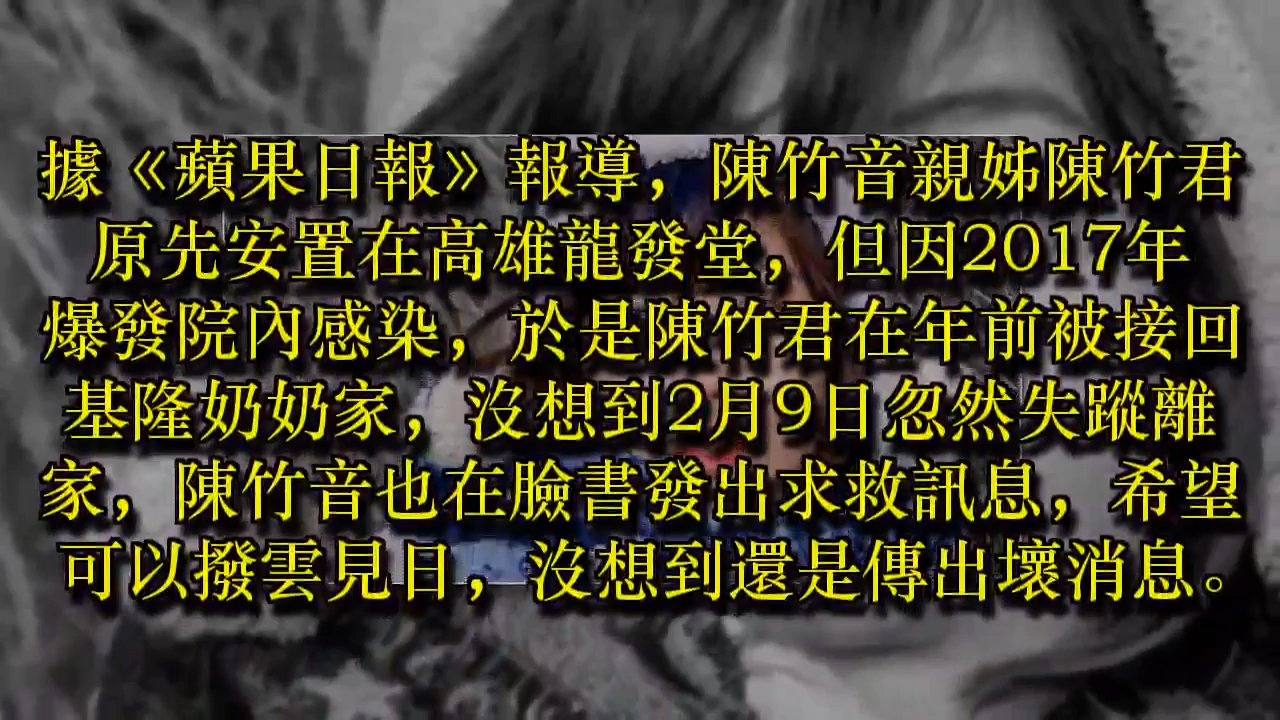 據《蘋果日報》報導，陳竹音親姊陳竹君
原先安置在高雄龍發堂，但因2017年
爆發院內感染，於是陳竹君在年前被接回
基隆奶奶家，沒想到2月9日忽然失蹤離
家，陳竹音也在臉書發出求救訊息，希望
可以撥雲見日，沒想到還是傳出壞消息。